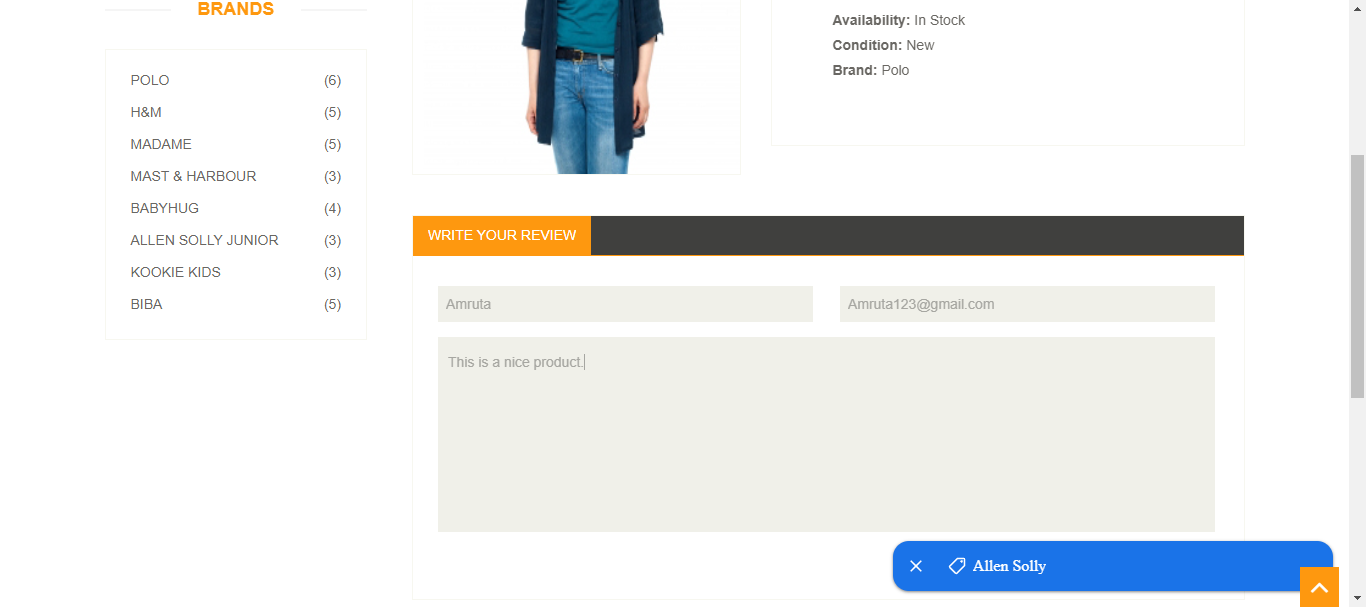 BRANDS
POLO (6)
H&M (5)
MADAME (5)
MAST & HARBOUR (3)
BABYHUG (4)
ALLEN SOLLY JUNIOR (3)
KOOKIE KIDS (3)
BIBA (5)
Availability: In Stock
Condition: New
Brand: Polo
WRITE YOUR REVIEW
Amruta Amruta123@gmail.com
This is a nice product.
Allen Solly